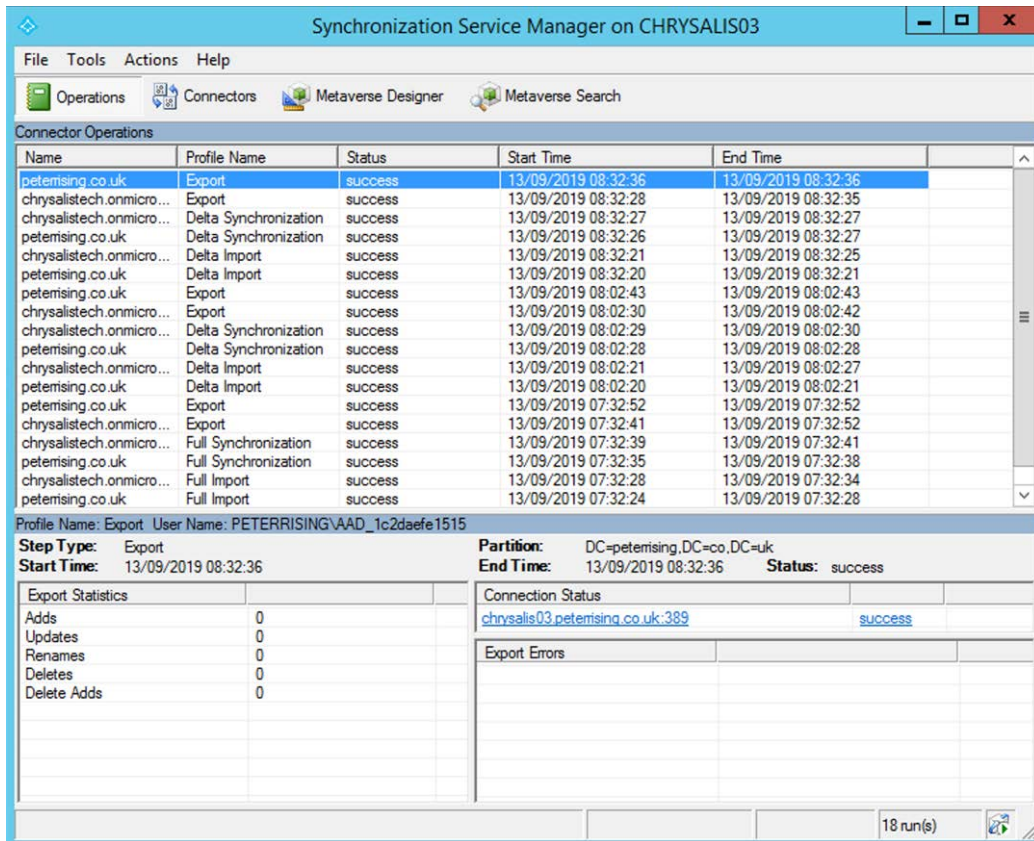 Synchronization Service Manager on CHRYSALIS03
File Tools Actions Help
Operations Connectors Metaverse Designer Metaverse Search
Connector Operations
Name Profile Name Status Start Time End Time
peterrising.co.uk Export success 13/09/2019 08:32:36 13/09/2019 08:32:36
chrysalistech.onmicro... Export success 13/09/2019 08:32:28 13/09/2019 08:32:35
chrysalistech.onmicro... Delta Synchronization success 13/09/2019 08:32:27 13/09/2019 08:32:27
peterrising.co.uk Delta Synchronization success 13/09/2019 08:32:26 13/09/2019 08:32:27
chrysalistech.onmicro... Delta Import success 13/09/2019 08:32:21 13/09/2019 08:32:25
peterrising.co.uk Delta Import success 13/09/2019 08:32:20 13/09/2019 08:32:21
peterrising.co.uk Export success 13/09/2019 08:02:43 13/09/2019 08:02:43
chrysalistech.onmicro... Export success 13/09/2019 08:02:30 13/09/2019 08:02:42
chrysalistech.onmicro... Delta Synchronization success 13/09/2019 08:02:29 13/09/2019 08:02:30
peterrising.co.uk Delta Synchronization success 13/09/2019 08:02:28 13/09/2019 08:02:28
chrysalistech.onmicro... Delta Import success 13/09/2019 08:02:21 13/09/2019 08:02:27
peterrising.co.uk Delta Import success 13/09/2019 08:02:20 13/09/2019 08:02:21
peterrising.co.uk Export success 13/09/2019 07:32:52 13/09/2019 07:32:52
chrysalistech.onmicro... Export success 13/09/2019 07:32:41 13/09/2019 07:32:52
chrysalistech.onmicro... Full Synchronization success 13/09/2019 07:32:39 13/09/2019 07:32:41
peterrising.co.uk Full Synchronization success 13/09/2019 07:32:35 13/09/2019 07:32:38
chrysalistech.onmicro... Full Import success 13/09/2019 07:32:28 13/09/2019 07:32:34
peterrising.co.uk Full Import success 13/09/2019 07:32:24 13/09/2019 07:32:28
Profile Name: Export User Name: PETERRISING\AAD_1c2daefe1515
Step Type: Export Partition: DC=peterrising,DC=co,DC=uk
Start Time: 13/09/2019 08:32:36 End Time: 13/09/2019 08:32:36 Status: success
Export Statistics
Adds 0
Updates 0
Renames 0
Deletes 0
Delete Adds 0
Connection Status
chrysalis03.peterrising.co.uk:389 success
Export Errors
18 run(s)